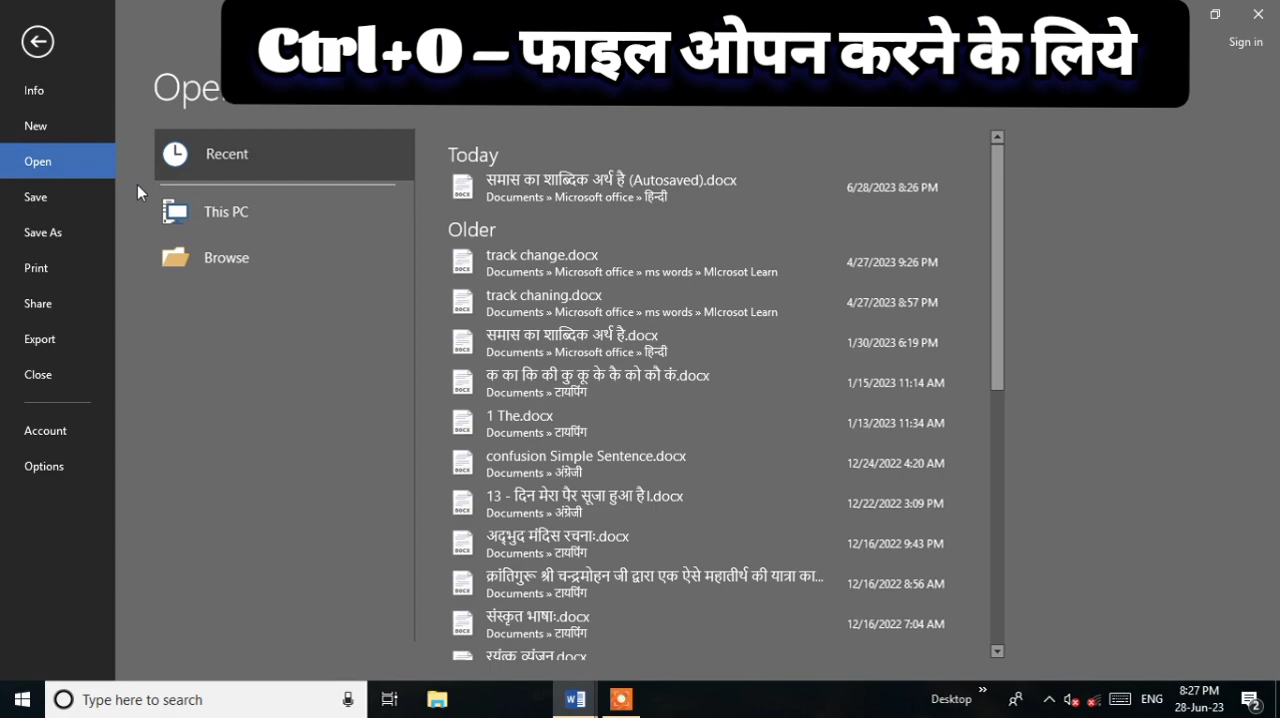 Ctrl+O – फाइल ओपन करने के लिये
Sign in
Info
New
Open
Save
Save As
Print
Share
Export
Close
Account
Options
Recent
This PC
Browse
Today
समास का शाब्दिक अर्थ है (Autosaved).docx
Documents » Microsoft office » हिन्दी
6/28/2023 8:26 PM
Older
track change.docx
Documents » Microsoft office » ms words » MIcrosot Learn
4/27/2023 9:26 PM
track chaning.docx
Documents » Microsoft office » ms words » MIcrosot Learn
4/27/2023 8:57 PM
समास का शाब्दिक अर्थ है.docx
Documents » Microsoft office » हिन्दी
1/30/2023 6:19 PM
क का कि की कु कू के कै को कौ कं.docx
Documents » टायपिंग
1/15/2023 11:14 AM
1 The.docx
Documents » टायपिंग
1/13/2023 11:34 AM
confusion Simple Sentence.docx
Documents » अंग्रेजी
12/24/2022 4:20 AM
13 - दिन मेरा पैर सूजा हुआ है।.docx
Documents » अंग्रेजी
12/22/2022 3:09 PM
अद्भुद मंदिस रचनाः.docx
Documents » टायपिंग
12/16/2022 9:43 PM
क्रांतिगुरू श्री चन्द्रमोहन जी द्वारा एक ऐसे महातीर्थ की यात्रा का...
Documents » टायपिंग
12/16/2022 8:56 AM
संस्कृत भाषाः.docx
Documents » टायपिंग
12/16/2022 7:04 AM
Type here to search
Desktop
ENG
8:27 PM
28-Jun-23
2